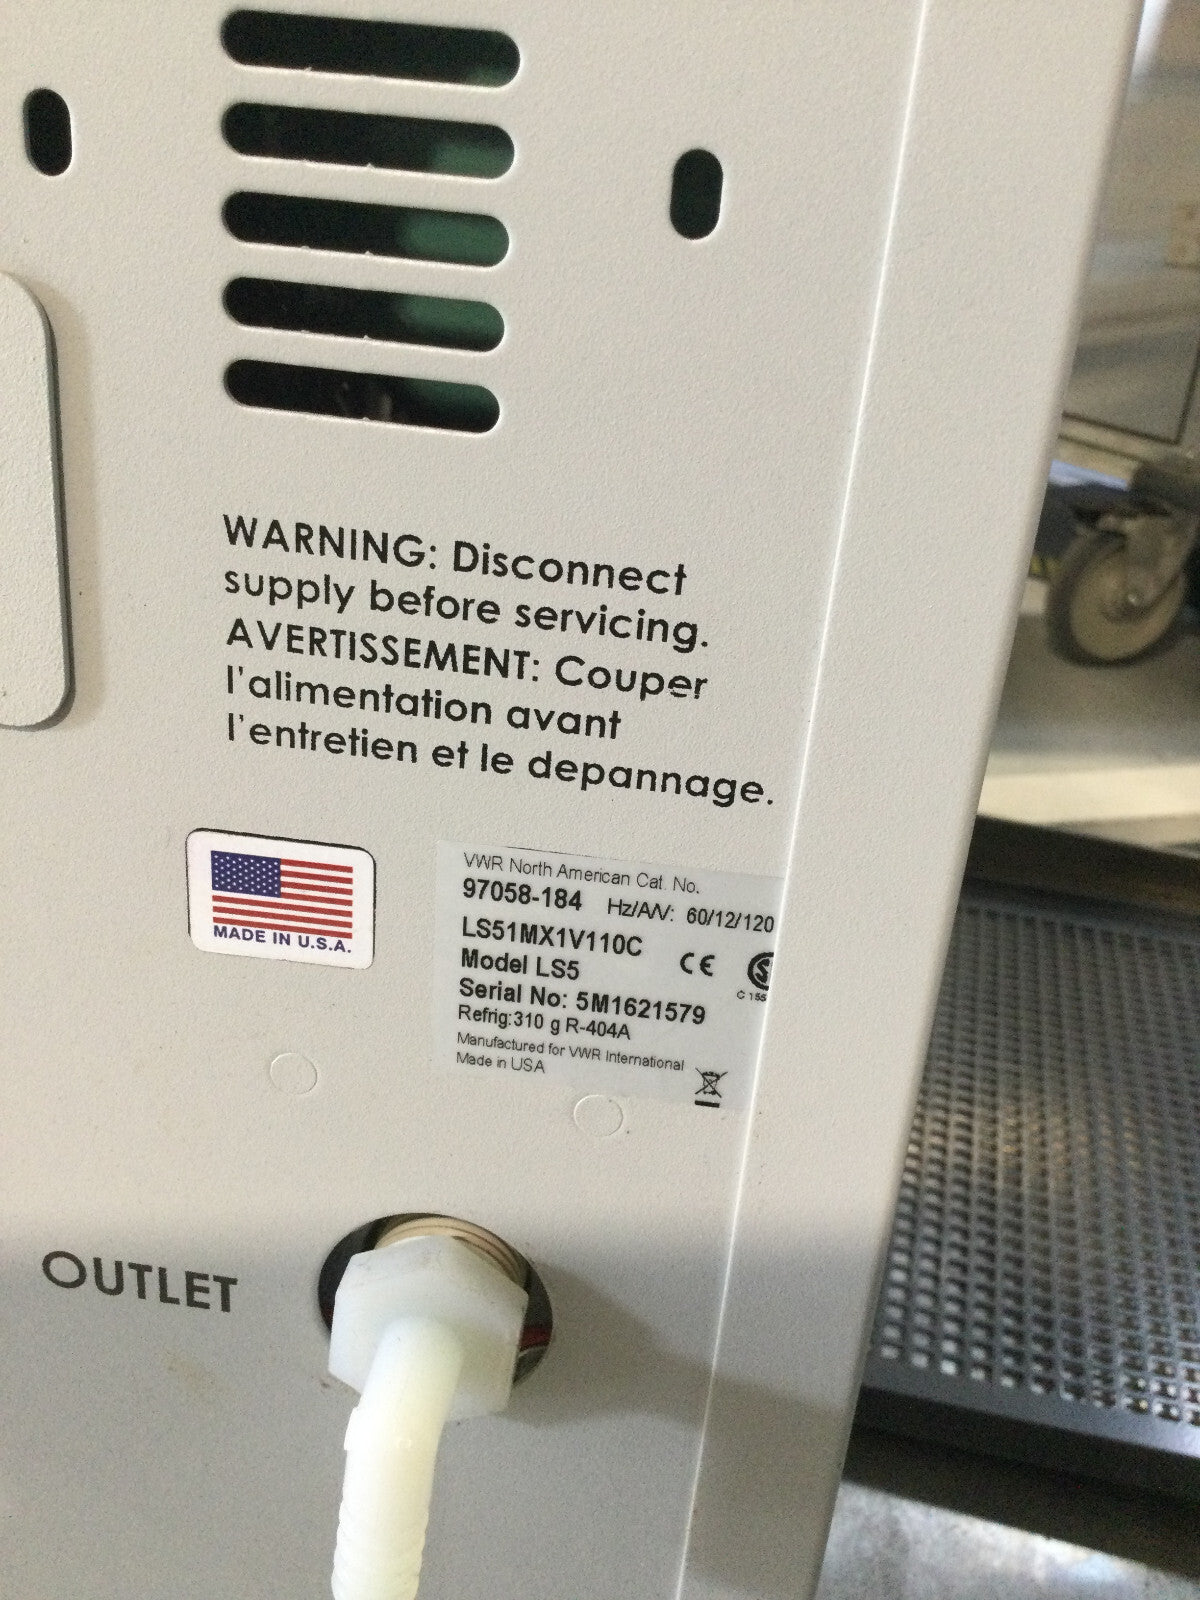 WARNING: Disconnect
supply before servicing.
AVERTISSEMENT: Couper
l'alimentation avant
l'entretien et le depannage.
MADE IN U.S.A.
VWR North American Cat. No.
97058-184 Hz/A/V: 60/12/120
LS51MX1V110C
Model LS5 CE
Serial No: 5M1621579
Refrig:310 g R-404A
Manufactured for VWR International
Made in USA
OUTLET